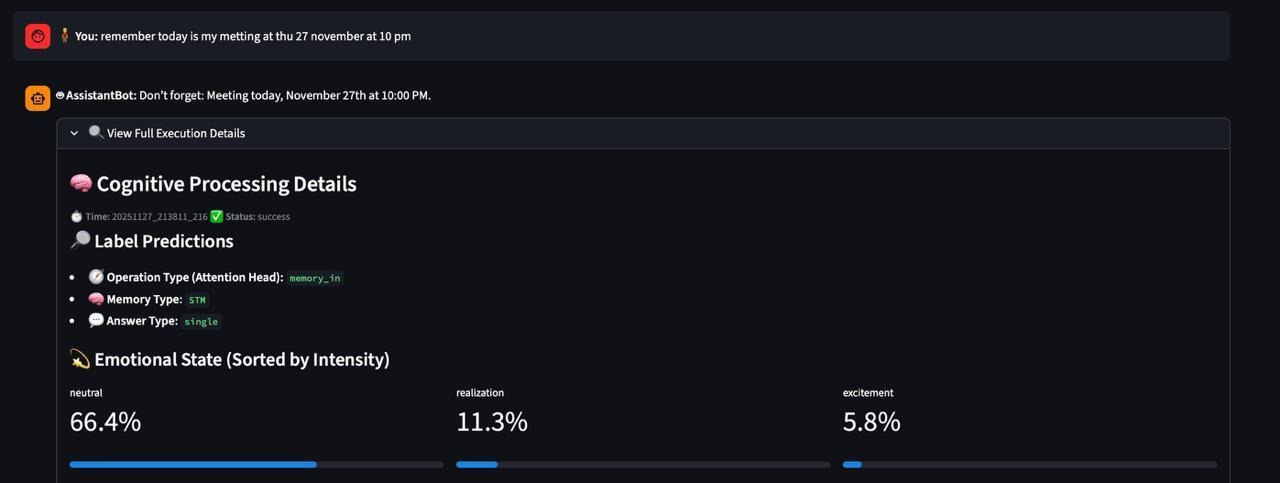 You: remember today is my metting at thu 27 november at 10 pm
AssistantBot: Don't forget: Meeting today, November 27th at 10:00 PM.
View Full Execution Details
Cognitive Processing Details
Time: 20251127_213811_216 Status: success
Label Predictions
Operation Type (Attention Head): memory_in
Memory Type: STM
Answer Type: single
Emotional State (Sorted by Intensity)
neutral realization excitement
66.4% 11.3% 5.8%